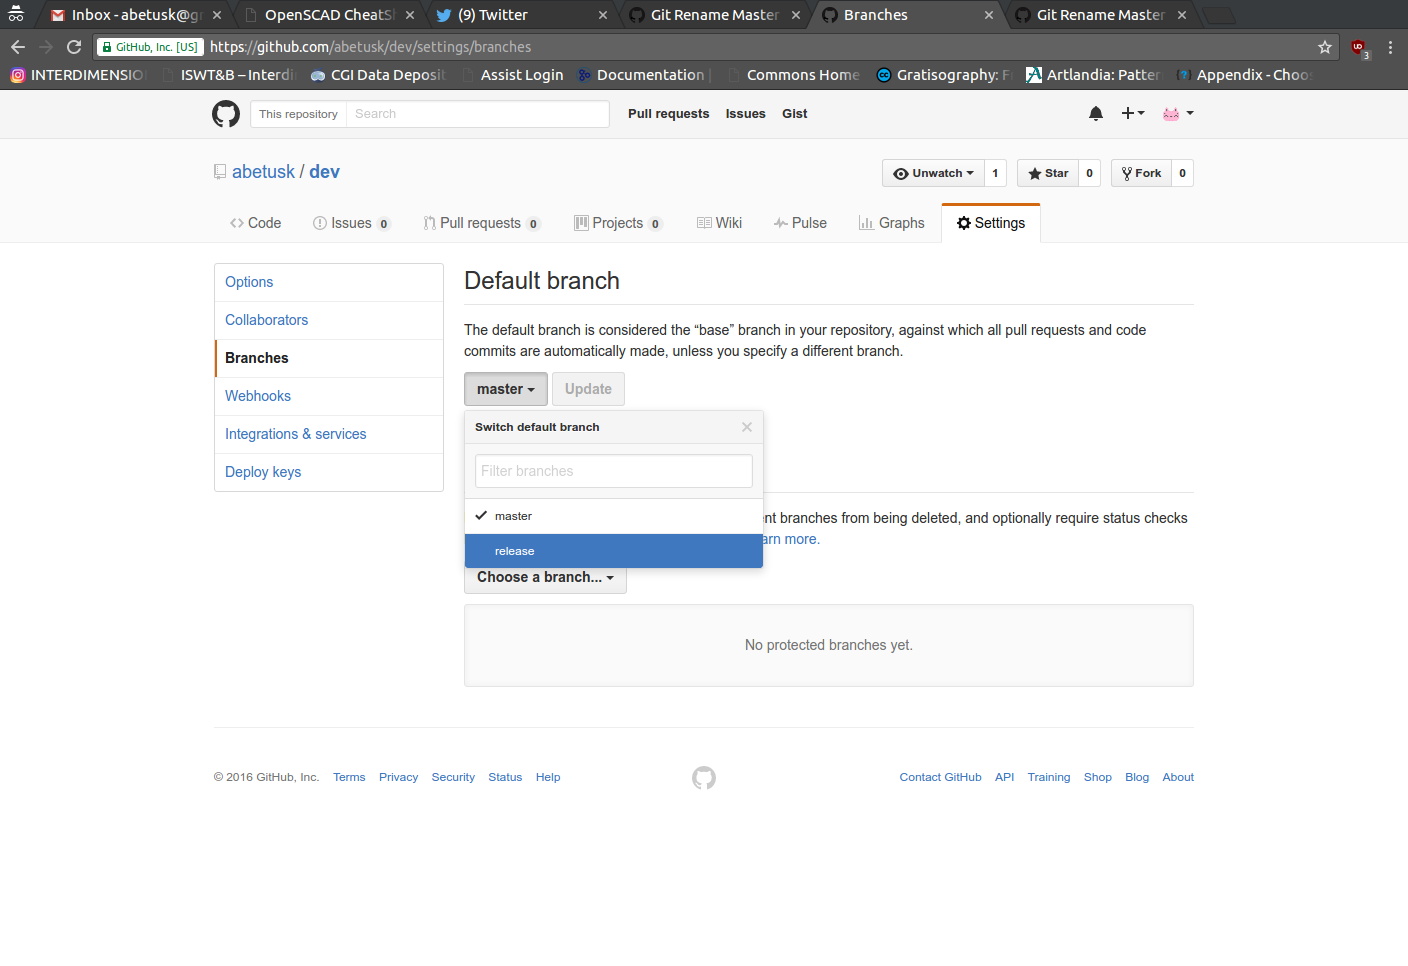 Inbox - abetusk@gr
OpenSCAD CheatSh
(9) Twitter
Git Rename Master
Branches
Git Rename Master
GitHub, Inc. [US]
https://github.com/abetusk/dev/settings/branches
3
INTERDIMENSIO
ISWT&B – Interdi
CGI Data Deposit
Assist Login
Documentation |
Commons Home
Gratisography: F
Artlandia: Patter
Appendix - Choos
This repository
Search
Pull requests
Issues
Gist
abetusk / dev
Unwatch 1
Star 0
Fork 0
Code
Issues 0
Pull requests 0
Projects 0
Wiki
Pulse
Graphs
Settings
Options
Collaborators
Branches
Webhooks
Integrations & services
Deploy keys
Default branch
The default branch is considered the “base” branch in your repository, against which all pull requests and code
commits are automatically made, unless you specify a different branch.
master
Update
Switch default branch
Filter branches
master
release
nt branches from being deleted, and optionally require status checks
arn more.
Choose a branch...
No protected branches yet.
© 2016 GitHub, Inc.
Terms
Privacy
Security
Status
Help
Contact GitHub
API
Training
Shop
Blog
About